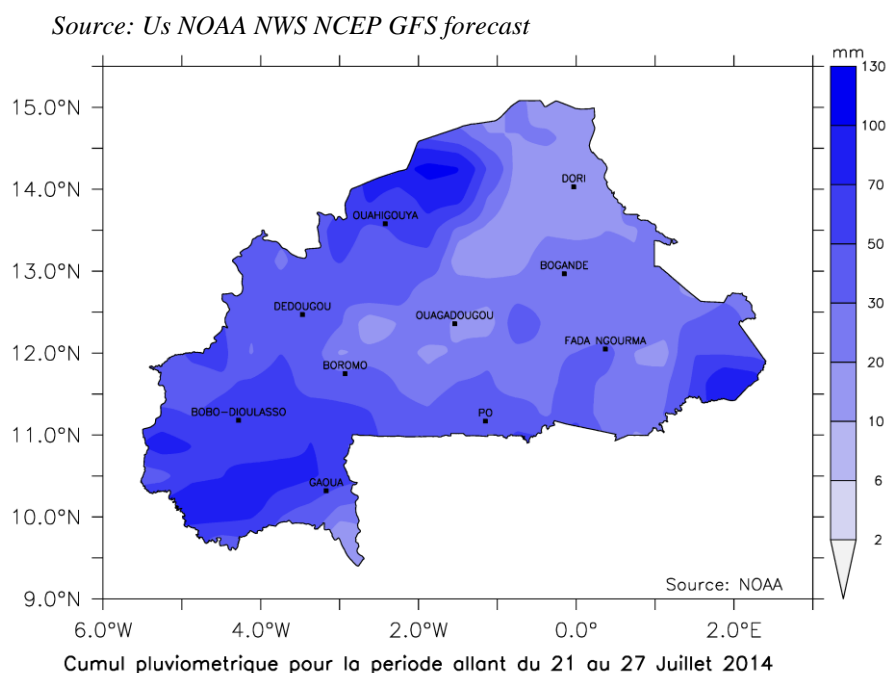 Source: Us NOAA NWS NCEP GFS forecast
mm
130
100
70
50
30
20
10
6
2
15.0°N
14.0°N
13.0°N
12.0°N
11.0°N
10.0°N
9.0°N
DORI
OUAHIGOUYA
BOGANDE
DEDOUGOU
OUAGADOUGOU
FADA NGOURMA
BOROMO
BOBO-DIOULASSO
PO
GAOUA
Source: NOAA
6.0°W 4.0°W 2.0°W 0.0° 2.0°E
Cumul pluviometrique pour la periode allant du 21 au 27 Juillet 2014